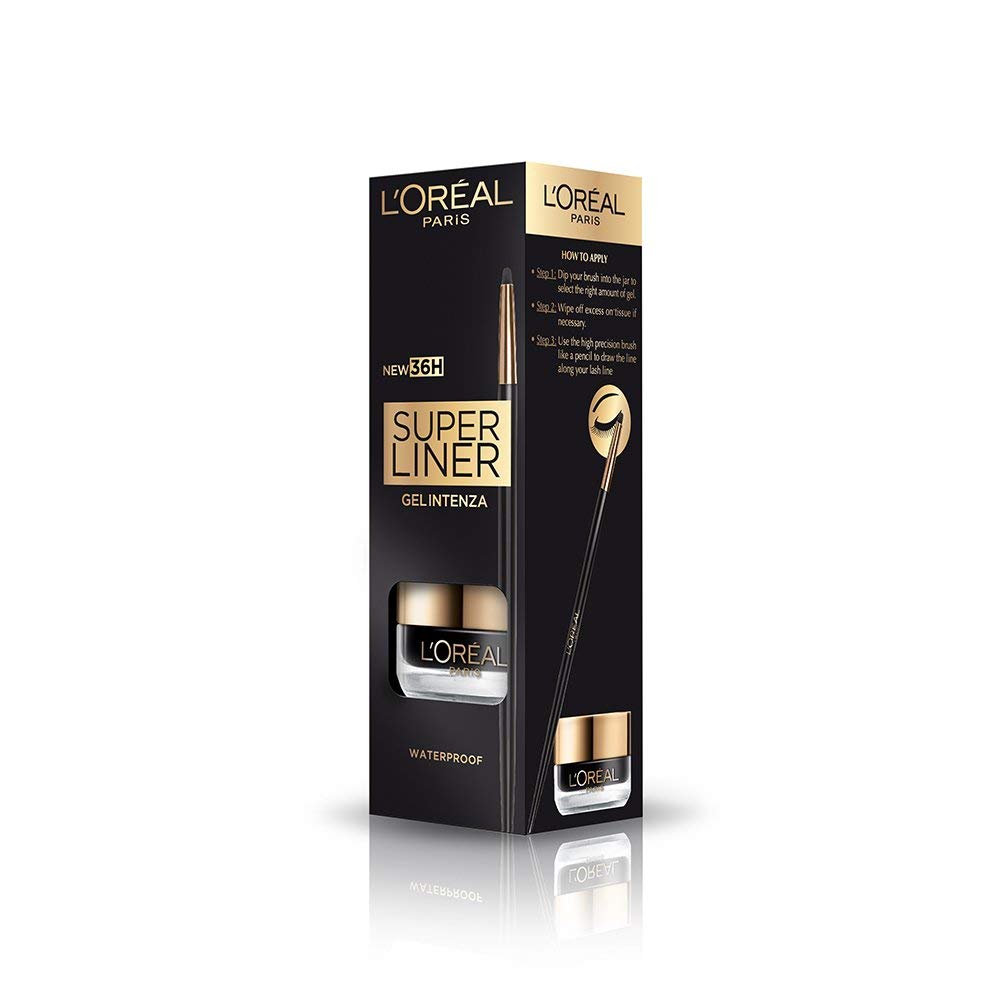 L'ORÉAL
PARiS
NEW 36H
SUPER
LINER
GEL INTENZA
L'ORÉAL
PARIS
WATERPROOF
L'ORÉAL
PARiS
HOW TO APPLY
• Step 1: Dip your brush into the jar to
select the right amount of gel.
• Step 2: Wipe off excess on tissue if
necessary.
• Step 3: Use the high precision brush
like a pencil to draw the line
along your lash line
L'ORÉAL
L'ORÉAL
PARIS